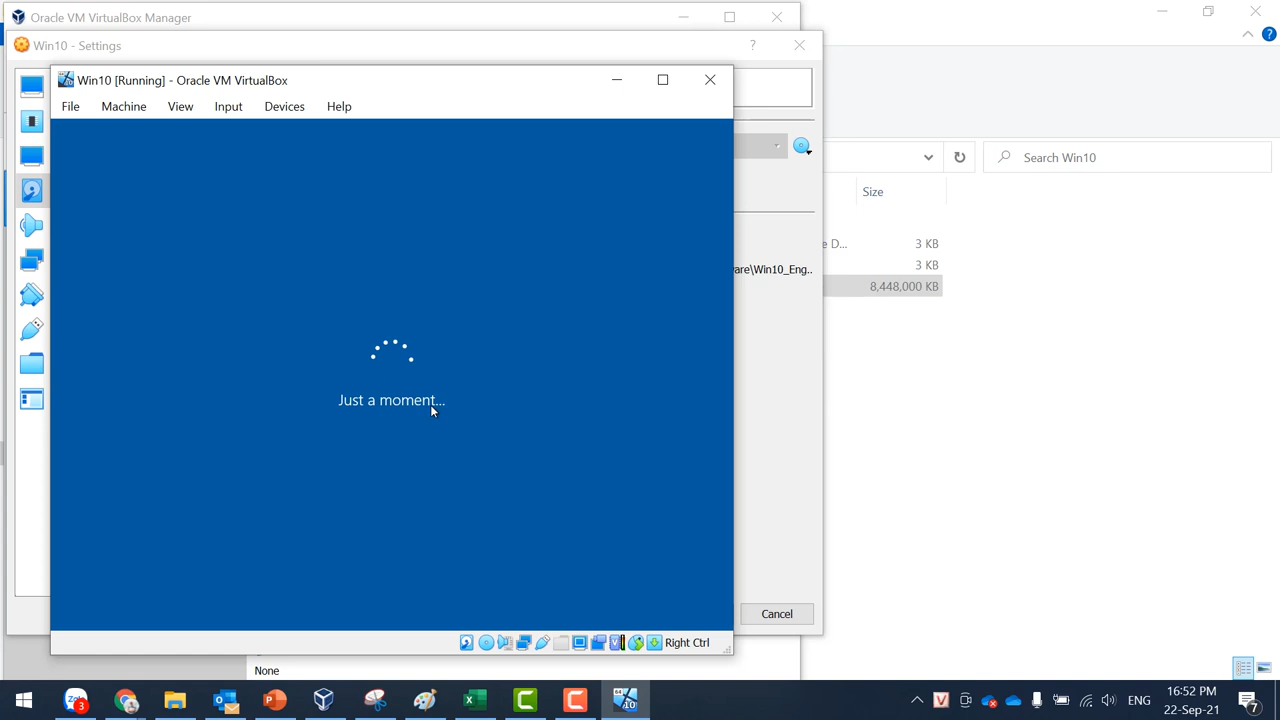 Oracle VM VirtualBox Manager
Win10 - Settings
?
Win10 [Running] - Oracle VM VirtualBox
File Machine View Input Devices Help
Search Win10
Size
e D... 3 KB
3 KB
8,448,000 KB
are\Win10_Eng..
Just a moment...
Cancel
Right Ctrl
None
ENG
16:52 PM
22-Sep-21